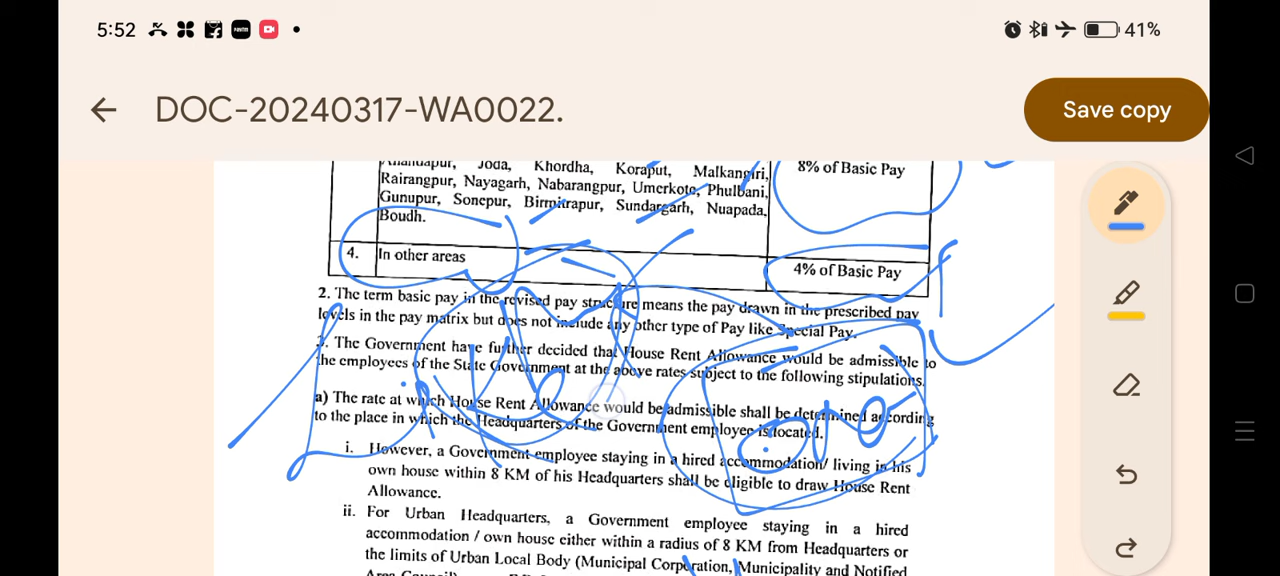 5:52
41%
DOC-20240317-WA0022.
Save copy
Joda, Khordha, Koraput, Malkangiri,
Rairangpur, Nayagarh, Nabarangpur, Umerkote, Phulbani,
Gunupur, Sonepur, Birmitrapur, Sundargarh, Nuapada,
Boudh.
8% of Basic Pay
4. In other areas
4% of Basic Pay
2. The term basic pay in the revised pay structure means the pay drawn in the prescribed pay
levels in the pay matrix but does not include any other type of Pay like Special Pay.
3. The Government have further decided that House Rent Allowance would be admissible to
the employees of the State Government at the above rates subject to the following stipulations.
a) The rate at which House Rent Allowance would be admissible shall be determined according
to the place in which the Headquarters of the Government employee is located.
i. However, a Government employee staying in a hired accommodation/ living in his
own house within 8 KM of his Headquarters shall be eligible to draw House Rent
Allowance.
ii. For Urban Headquarters, a Government employee staying in a hired
accommodation / own house either within a radius of 8 KM from Headquarters or
the limits of Urban Local Body (Municipal Corporation, Municipality and Notified